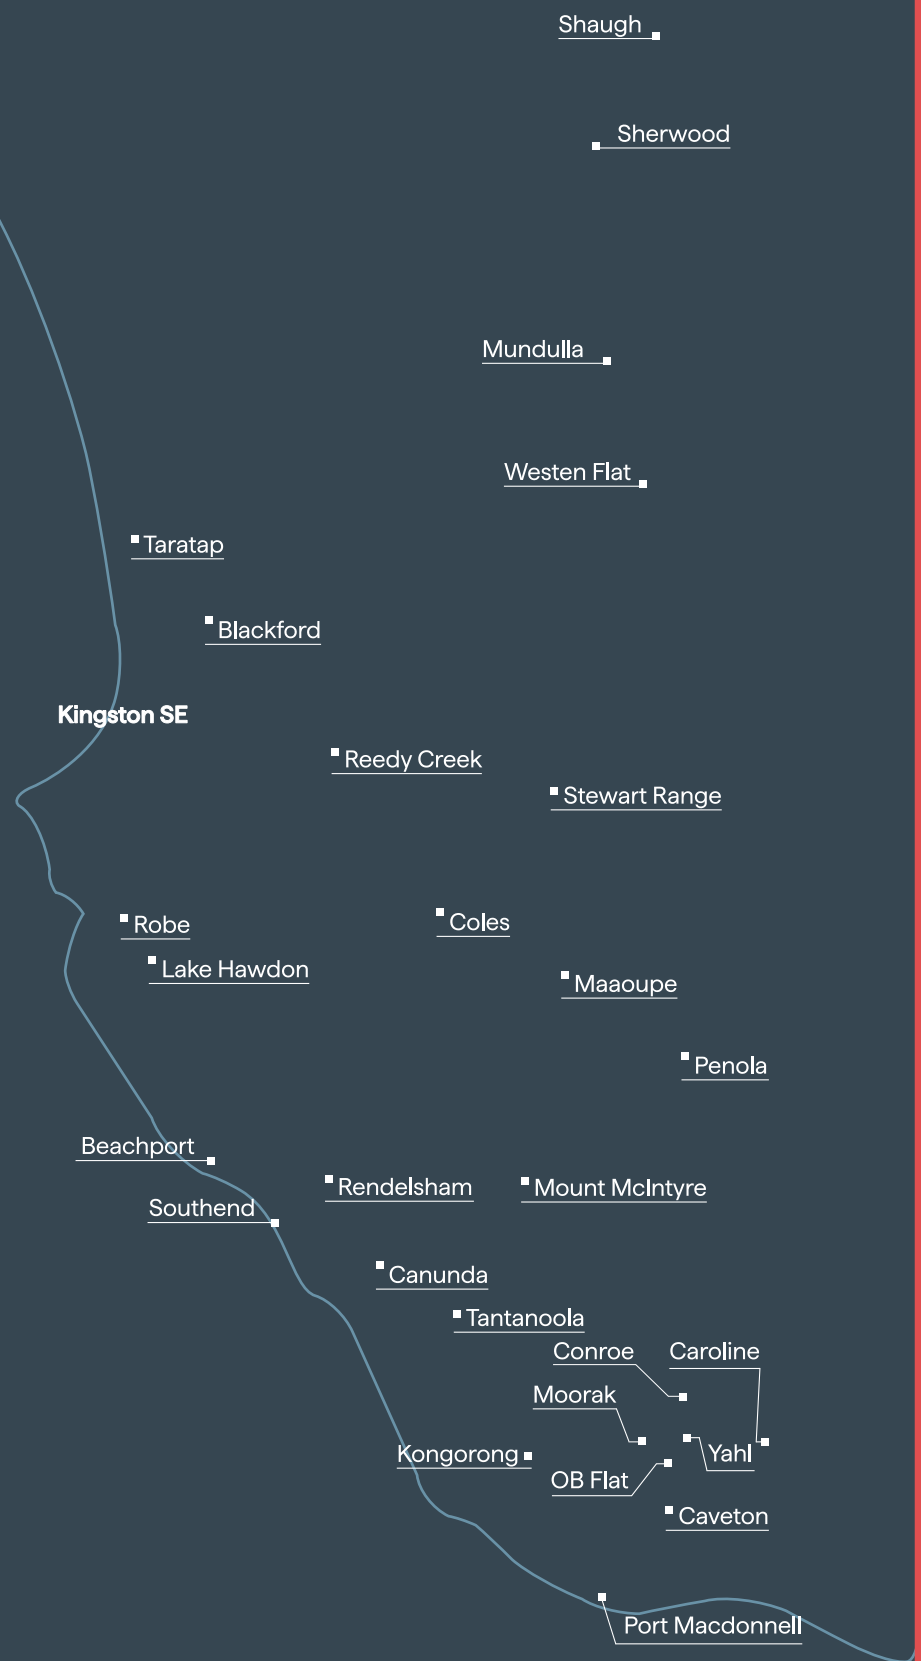 Shaugh
Sherwood
Mundulla
Westen Flat
Taratap
Blackford
Kingston SE
Reedy Creek
Stewart Range
Robe
Coles
Lake Hawdon
Maaoupe
Penola
Beachport
Rendelsham
Mount McIntyre
Southend
Canunda
Tantanoola
Conroe
Caroline
Moorak
Kongorong
Yahl
OB Flat
Caveton
Port Macdonnell